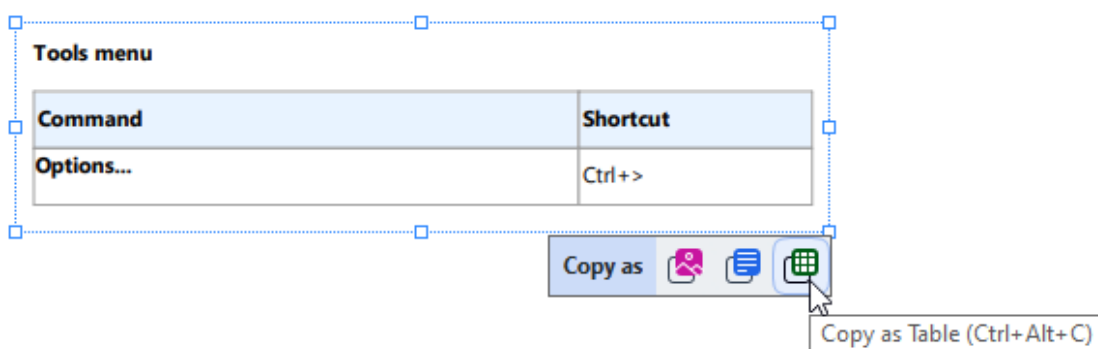 Tools menu
Command Shortcut
Options... Ctrl+>
Copy as
Copy as Table (Ctrl+Alt+C)